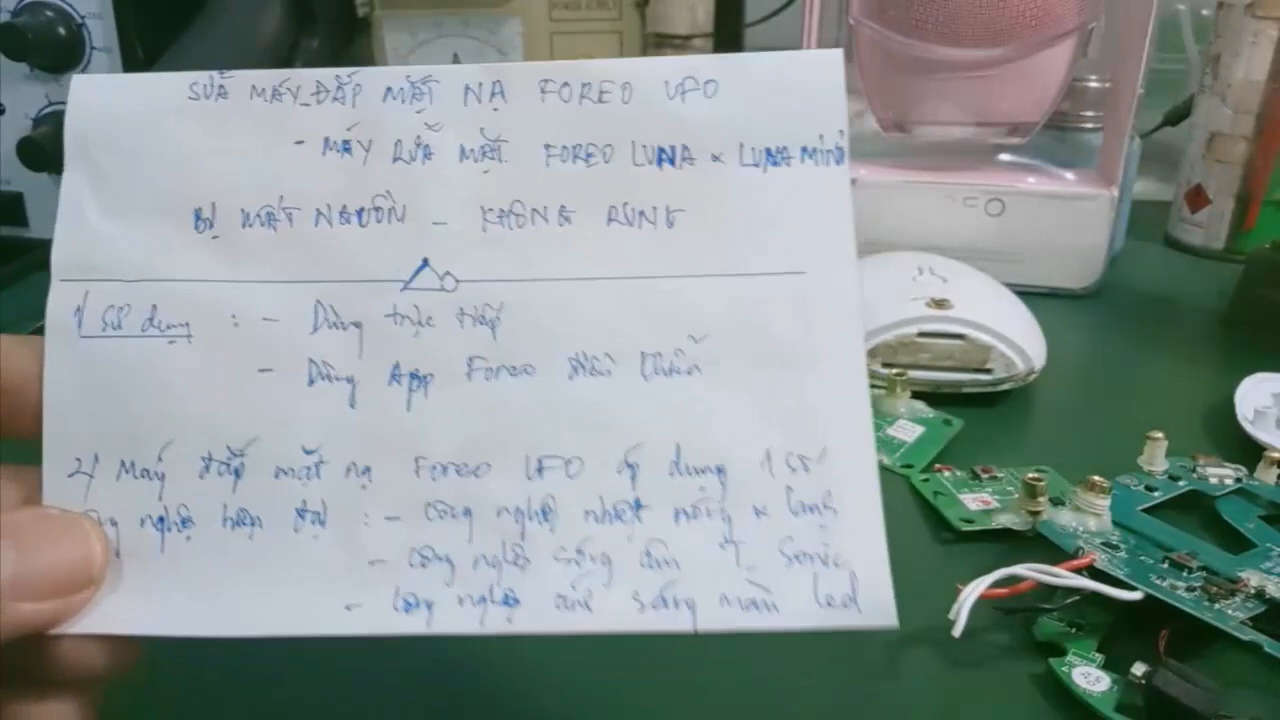 SỬA MÁY ĐẮP MẶT NẠ FOREO UFO
- MÁY RỬA MẶT FOREO LUNA & LUNA MINI
BỊ MẤT NGUỒN - KHÔNG RUNG
1/ Sử dụng : - Dùng trực tiếp
- Dùng App Foreo điều khiển
2/ Máy đắp mặt nạ Foreo UFO áp dụng 1 số
nghệ hiện đại : - Công nghệ nhiệt nóng & lạnh
- Công nghệ sóng âm T. Sonic
- Công nghệ ánh sáng màu Led